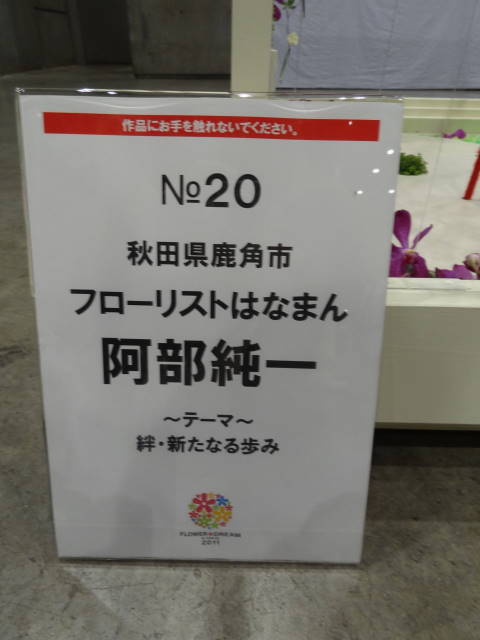 作品にお手を触れないでください。
№20
秋田県鹿角市
フローリストはなまん
阿部純一
～テーマ～
絆・新たなる歩み
FLOWER DREAM
2011